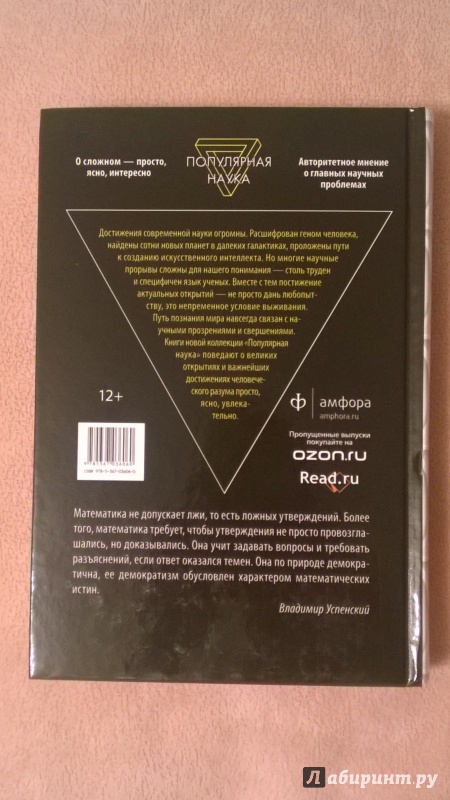 О сложном — просто,
ясно, интересно
ПОПУЛЯРНАЯ
НАУКА
Авторитетное мнение
о главных научных
проблемах
Достижения современной науки огромны. Расшифрован геном человека,
найдены сотни новых планет в далеких галактиках, проложены пути
к созданию искусственного интеллекта. Но многие научные
прорывы сложны для нашего понимания — столь труден
и специфичен язык ученых. Вместе с тем постижение
актуальных открытий — не просто дань любопыт-
ству, это непременное условие выживания.
Путь познания мира навсегда связан с на-
учными прозрениями и свершениями.
Книги новой коллекции «Популярная
наука» поведают о великих
открытиях и важнейших
достижениях человече-
ского разума просто,
ясно, увлека-
тельно.
12+
ф амфора
amphora.ru
Пропущенные выпуски
покупайте на
ozon.ru
Read.ru
Математика не допускает лжи, то есть ложных утверждений. Более
того, математика требует, чтобы утверждения не просто провозгла-
шались, но доказывались. Она учит задавать вопросы и требовать
разъяснений, если ответ оказался темен. Она по природе демокра-
тична, ее демократизм обусловлен характером математических
истин.
Владимир Успенский
Лабиринт.ру